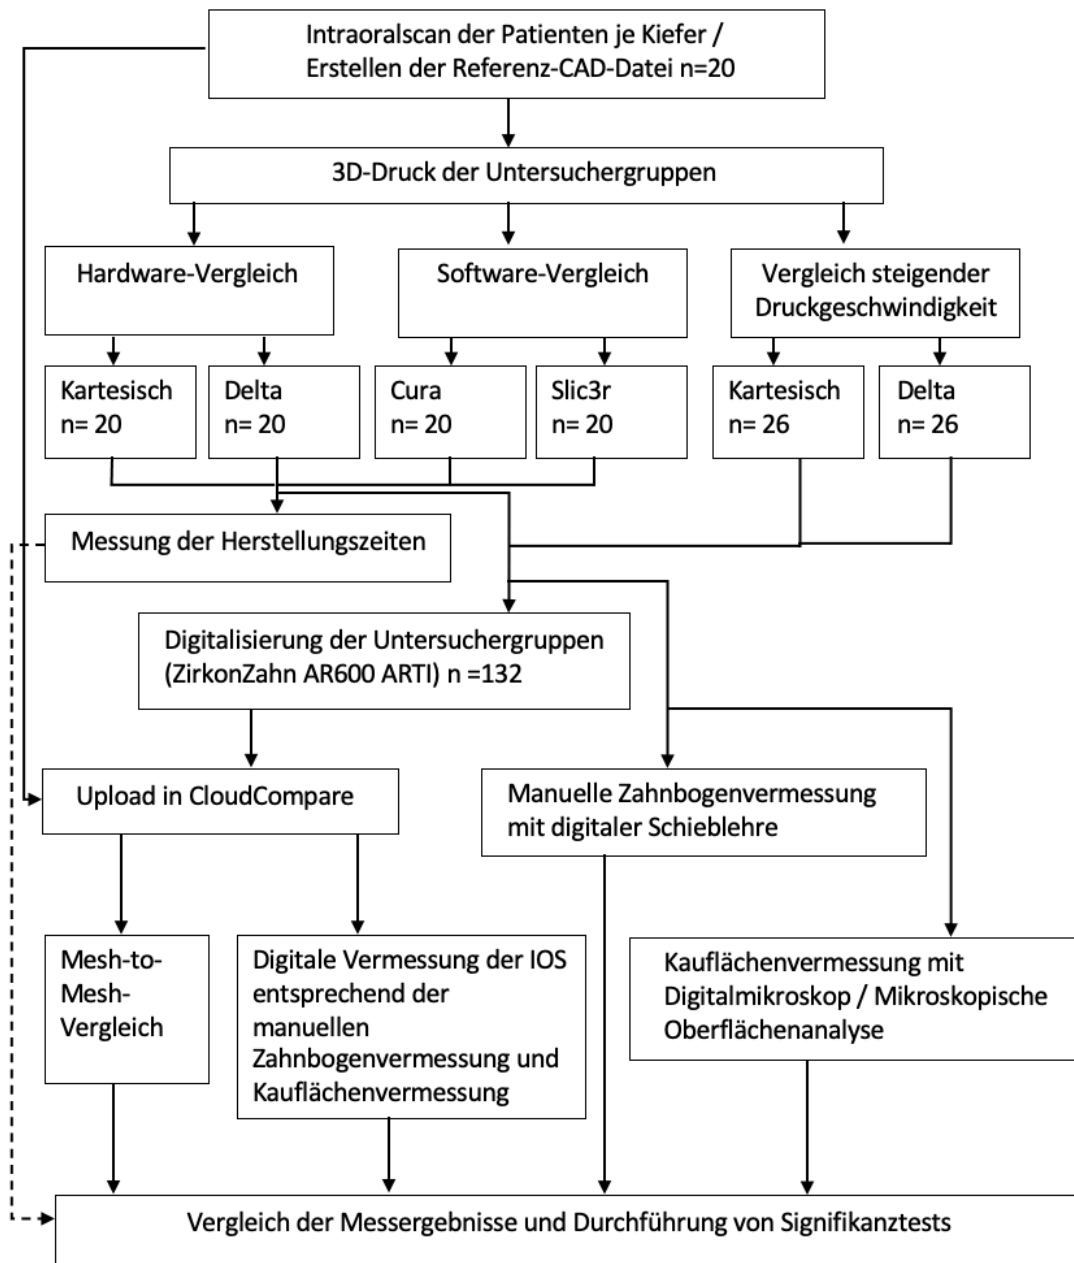 Intraoralscan der Patienten je Kiefer /
Erstellen der Referenz-CAD-Datei n=20
3D-Druck der Untersuchergruppen
Hardware-Vergleich
Software-Vergleich
Vergleich steigender
Druckgeschwindigkeit
Kartesisch
n= 20
Delta
n= 20
Cura
n= 20
Slic3r
n= 20
Kartesisch
n= 26
Delta
n= 26
Messung der Herstellungszeiten
Digitalisierung der Untersuchergruppen
(ZirkonZahn AR600 ARTI) n =132
Upload in CloudCompare
Manuelle Zahnbogenvermessung
mit digitaler Schieblehre
Mesh-to-
Mesh-
Vergleich
Digitale Vermessung der IOS
entsprechend der
manuellen
Zahnbogenvermessung und
Kauflächenvermessung
Kauflächenvermessung mit
Digitalmikroskop / Mikroskopische
Oberflächenanalyse
Vergleich der Messergebnisse und Durchführung von Signifikanztests